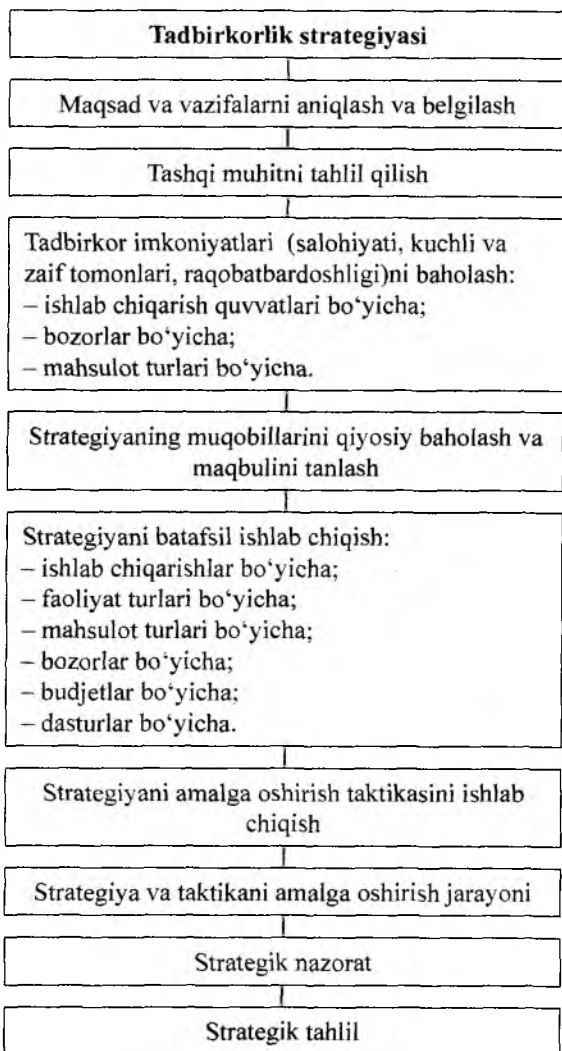 Tadbirkorlik strategiyasi
Maqsad va vazifalarni aniqlash va belgilash
Tashqi muhitni tahlil qilish
Tadbirkor imkoniyatlari (salohiyati, kuchli va
zaif tomonlari, raqobatbardoshligi)ni baholash:
– ishlab chiqarish quvvatlari bo‘yicha;
– bozorlar bo‘yicha;
– mahsulot turlari bo‘yicha.
Strategiyaning muqobillarini qiyosiy baholash va
maqbulini tanlash
Strategiyani batafsil ishlab chiqish:
– ishlab chiqarishlar bo‘yicha;
– faoliyat turlari bo‘yicha;
– mahsulot turlari bo‘yicha;
– bozorlar bo‘yicha;
– budjetlar bo‘yicha;
– dasturlar bo‘yicha.
Strategiyani amalga oshirish taktikasini ishlab
chiqish
Strategiya va taktikani amalga oshirish jarayoni
Strategik nazorat
Strategik tahlil